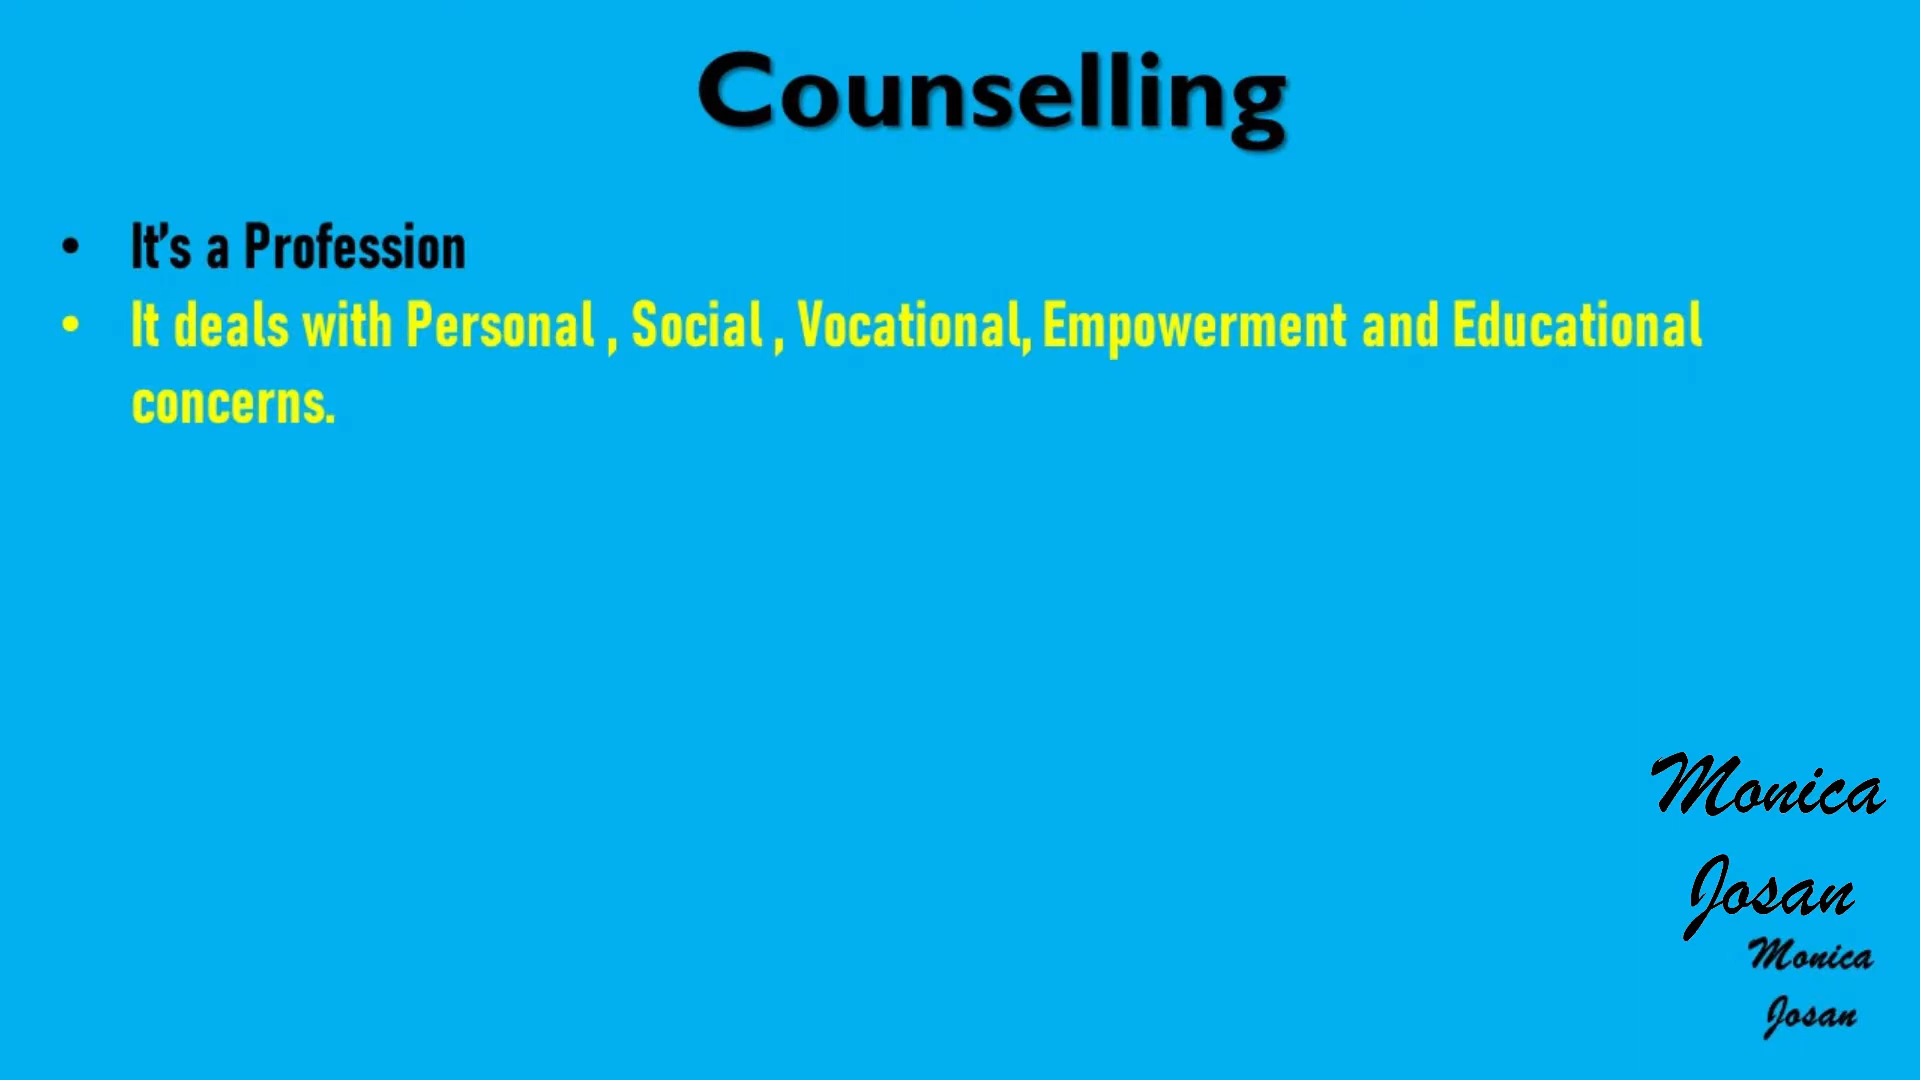 Counselling
• It's a Profession
• It deals with Personal , Social , Vocational, Empowerment and Educational
concerns.
Monica
Josan
Monica
Josan